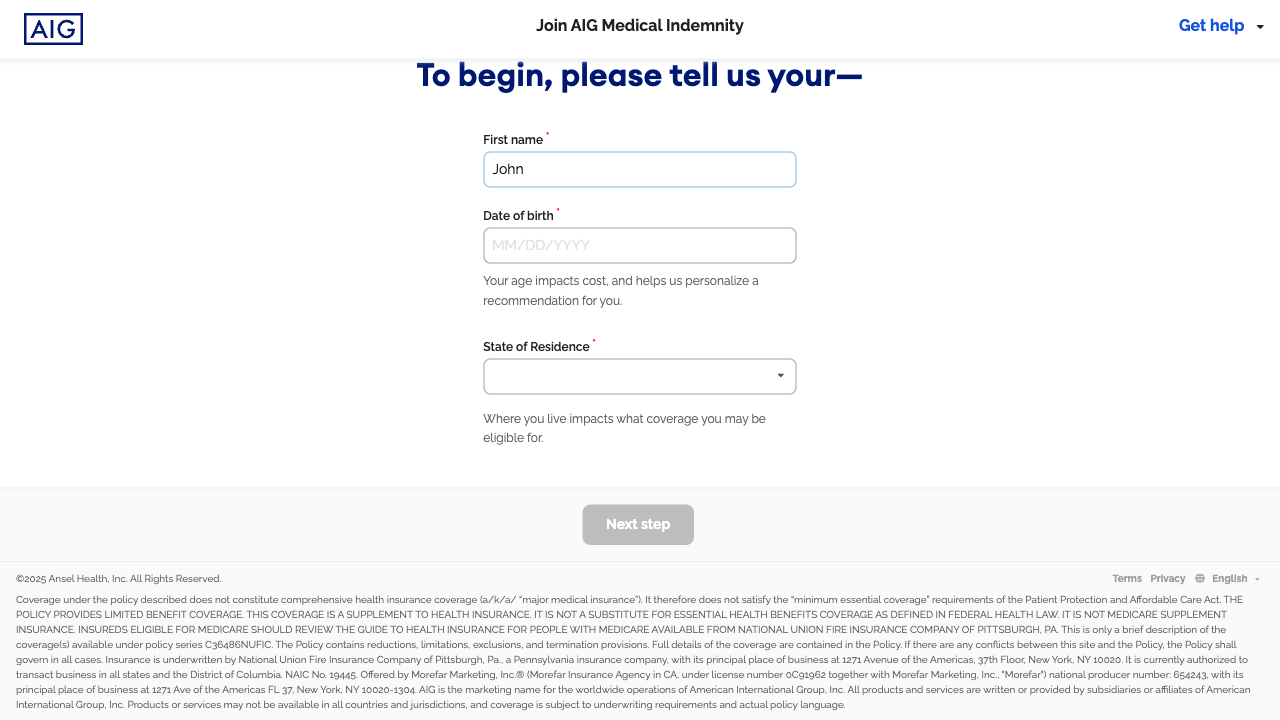 AIG
Join AIG Medical Indemnity
Get help
To begin, please tell us your—
First name *
John
Date of birth *
MM/DD/YYYY
Your age impacts cost, and helps us personalize a
recommendation for you.
State of Residence *
Where you live impacts what coverage you may be
eligible for.
Next step
©2025 Ansel Health, Inc. All Rights Reserved.
Terms Privacy English
Coverage under the policy described does not constitute comprehensive health insurance coverage (a/k/a/ “major medical insurance”). It therefore does not satisfy the “minimum essential coverage” requirements of the Patient Protection and Affordable Care Act. THE
POLICY PROVIDES LIMITED BENEFIT COVERAGE. THIS COVERAGE IS A SUPPLEMENT TO HEALTH INSURANCE. IT IS NOT A SUBSTITUTE FOR ESSENTIAL HEALTH BENEFITS COVERAGE AS DEFINED IN FEDERAL HEALTH LAW. IT IS NOT MEDICARE SUPPLEMENT
INSURANCE. INSUREDS ELIGIBLE FOR MEDICARE SHOULD REVIEW THE GUIDE TO HEALTH INSURANCE FOR PEOPLE WITH MEDICARE AVAILABLE FROM NATIONAL UNION FIRE INSURANCE COMPANY OF PITTSBURGH, PA. This is only a brief description of the
coverage(s) available under policy series C36486NUFIC. The Policy contains reductions, limitations, exclusions, and termination provisions. Full details of the coverage are contained in the Policy. If there are any conflicts between this site and the Policy, the Policy shall
govern in all cases. Insurance is underwritten by National Union Fire Insurance Company of Pittsburgh, Pa., a Pennsylvania insurance company, with its principal place of business at 1271 Avenue of the Americas, 37th Floor, New York, NY 10020. It is currently authorized to
transact business in all states and the District of Columbia. NAIC No. 19445. Offered by Morefar Marketing, Inc.® (Morefar Insurance Agency in CA, under license number 0C91962 together with Morefar Marketing, Inc., "Morefar") national producer number: 654243, with its
principal place of business at 1271 Ave of the Americas FL 37, New York, NY 10020-1304. AIG is the marketing name for the worldwide operations of American International Group, Inc. All products and services are written or provided by subsidiaries or affiliates of American
International Group, Inc. Products or services may not be available in all countries and jurisdictions, and coverage is subject to underwriting requirements and actual policy language.